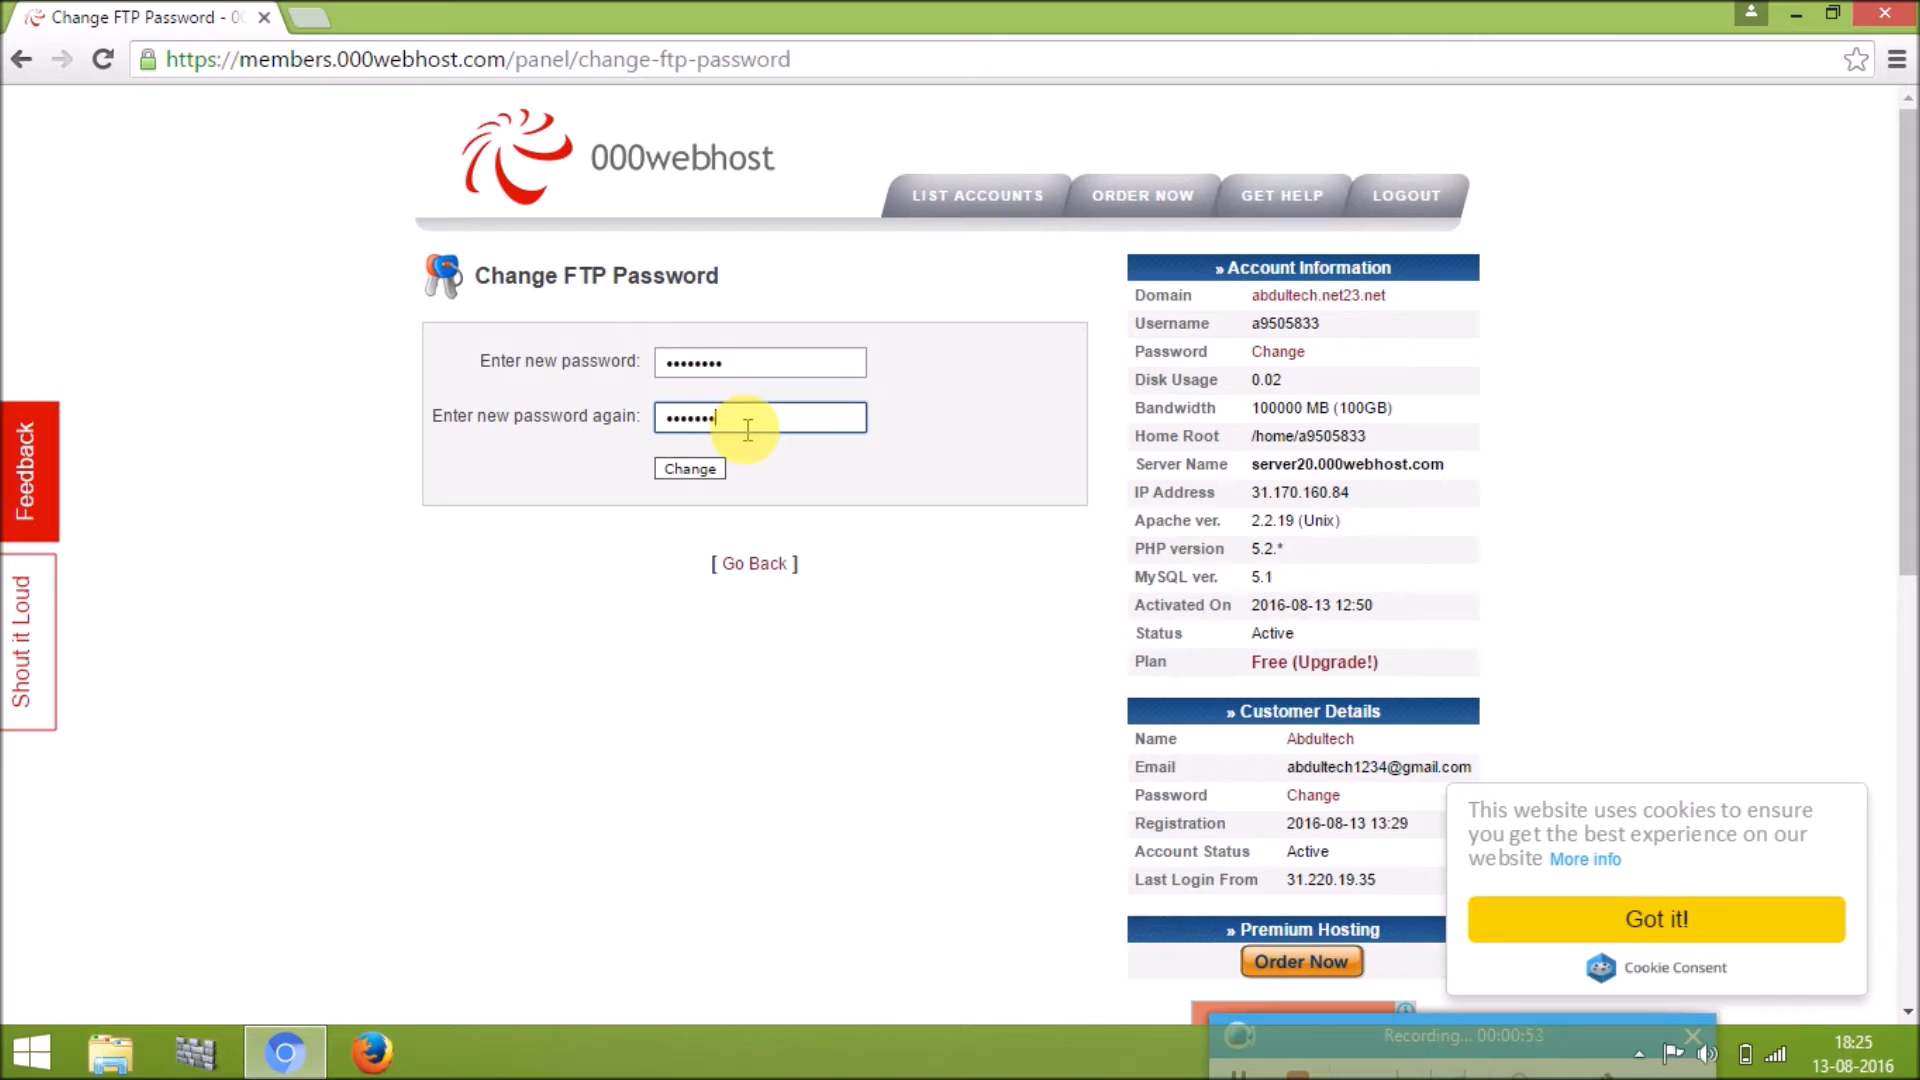 Change FTP Password - 00
https://members.000webhost.com/panel/change-ftp-password
000webhost
LIST ACCOUNTS
ORDER NOW
GET HELP
LOGOUT
Change FTP Password
Enter new password: ••••••••
Enter new password again: •••••••
Change
[ Go Back ]
Feedback
Shout it Loud
» Account Information
Domain abdultech.net23.net
Username a9505833
Password Change
Disk Usage 0.02
Bandwidth 100000 MB (100GB)
Home Root /home/a9505833
Server Name server20.000webhost.com
IP Address 31.170.160.84
Apache ver. 2.2.19 (Unix)
PHP version 5.2.*
MySQL ver. 5.1
Activated On 2016-08-13 12:50
Status Active
Plan Free (Upgrade!)
» Customer Details
Name Abdultech
Email abdultech1234@gmail.com
Password Change
Registration 2016-08-13 13:29
Account Status Active
Last Login From 31.220.19.35
» Premium Hosting
Order Now
This website uses cookies to ensure
you get the best experience on our
website More info
Got it!
Cookie Consent
Recording... 00:00:53
18:25
13-08-2016